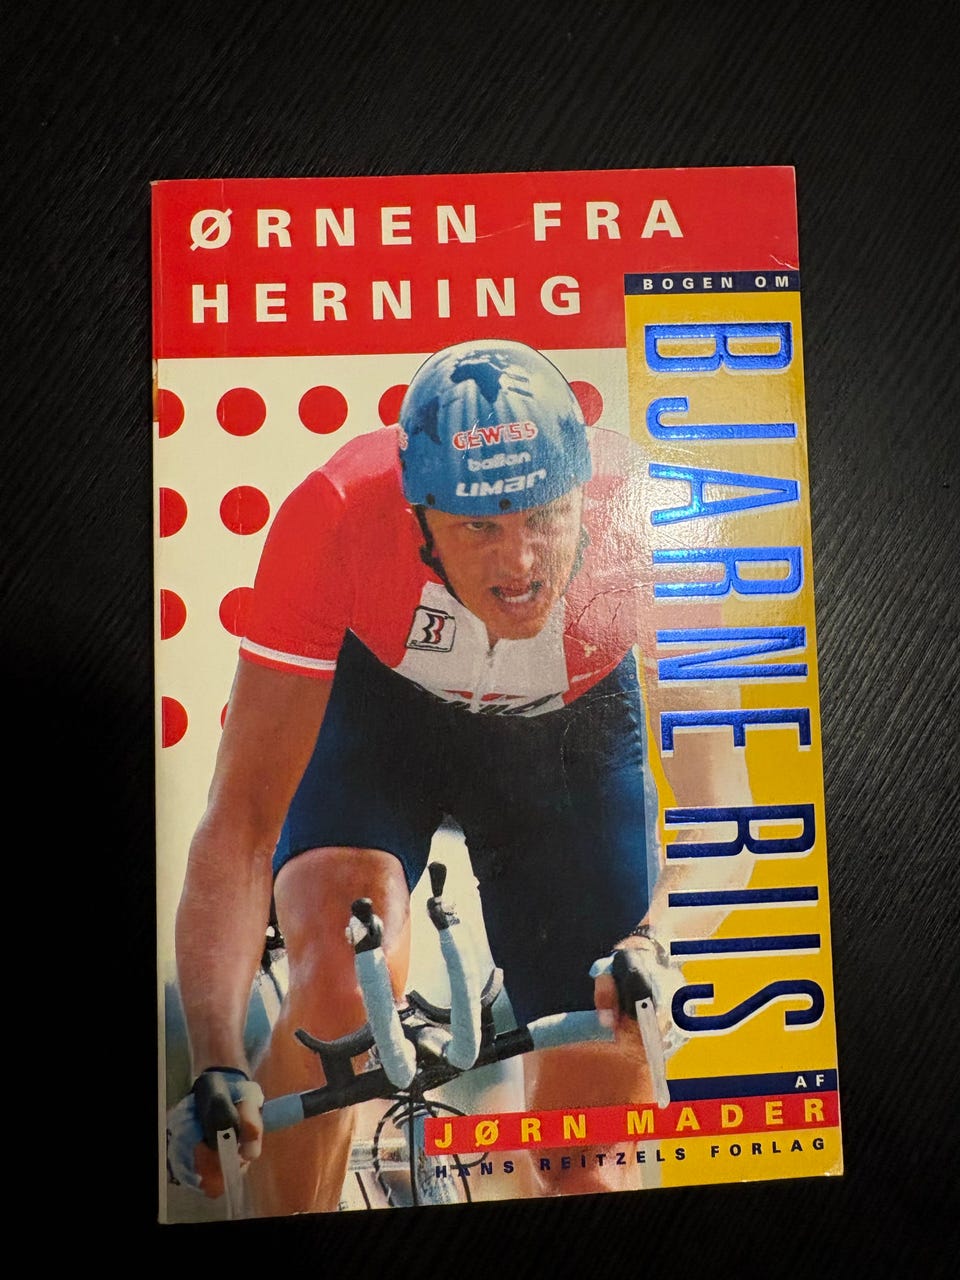 ØRNEN FRA
HERNING
BOGEN OM
BJARNE RIIS
GEWISS
ballan
LIMAR
AF
JØRN MADER
HANS REITZELS FORLAG